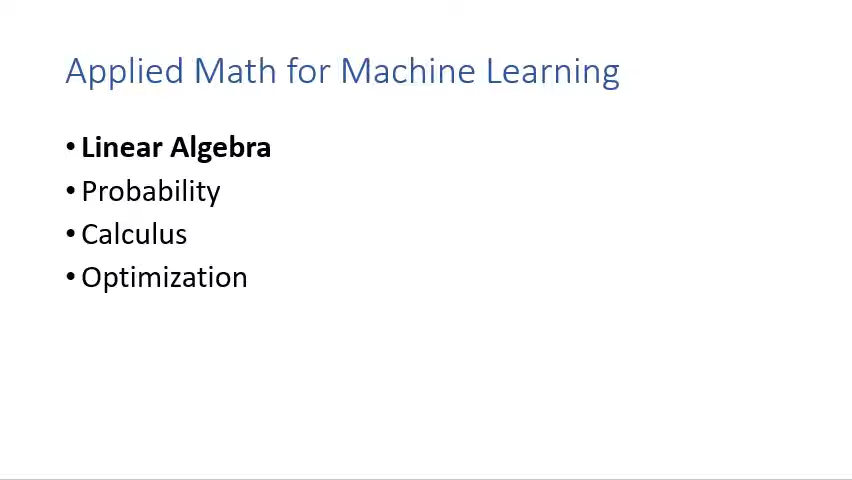 Applied Math for Machine Learning
• Linear Algebra
• Probability
• Calculus
• Optimization